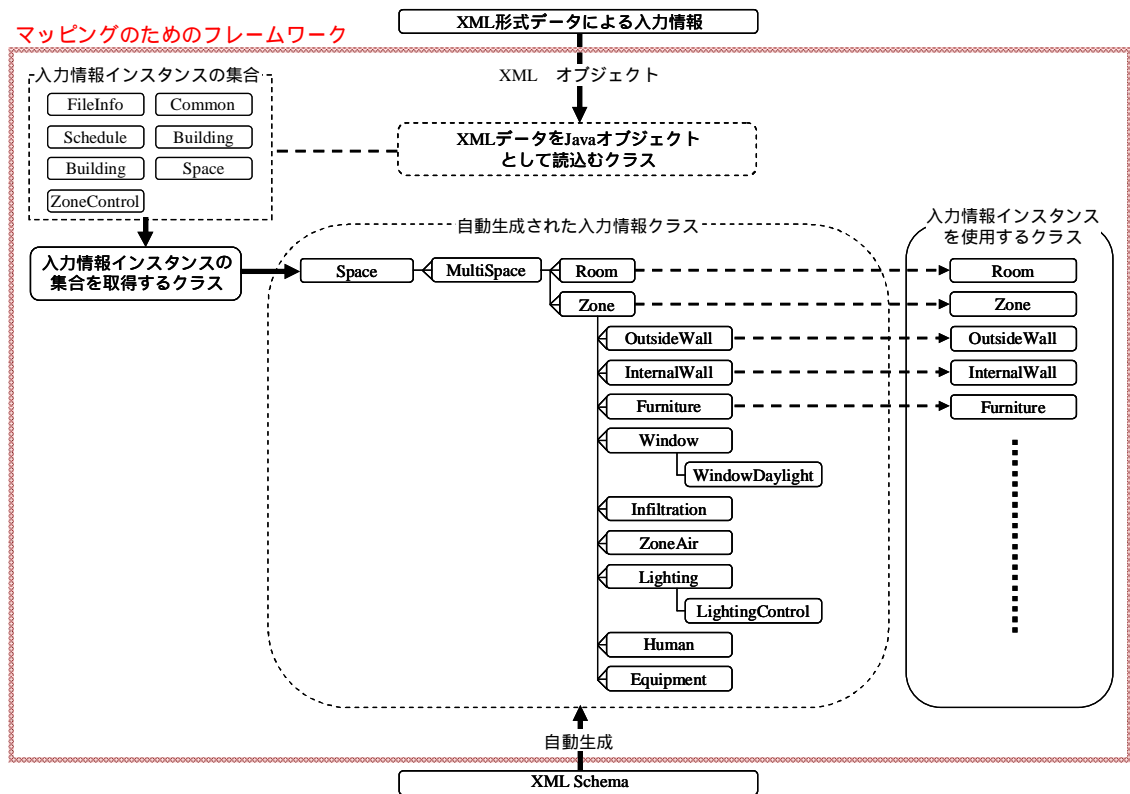 XML形式データによる入力情報
マッピングのためのフレームワーク
XML　オブジェクト
入力情報インスタンスの集合
FileInfo
Common
Schedule
Building
Building
Space
ZoneControl
XMLデータをJavaオブジェクト
として読込むクラス
入力情報インスタンスの
集合を取得するクラス
自動生成された入力情報クラス
Space
MultiSpace
Room
Zone
OutsideWall
InternalWall
Furniture
Window
WindowDaylight
Infiltration
ZoneAir
Lighting
LightingControl
Human
Equipment
入力情報インスタンス
を使用するクラス
Room
Zone
OutsideWall
InternalWall
Furniture
自動生成
XML Schema